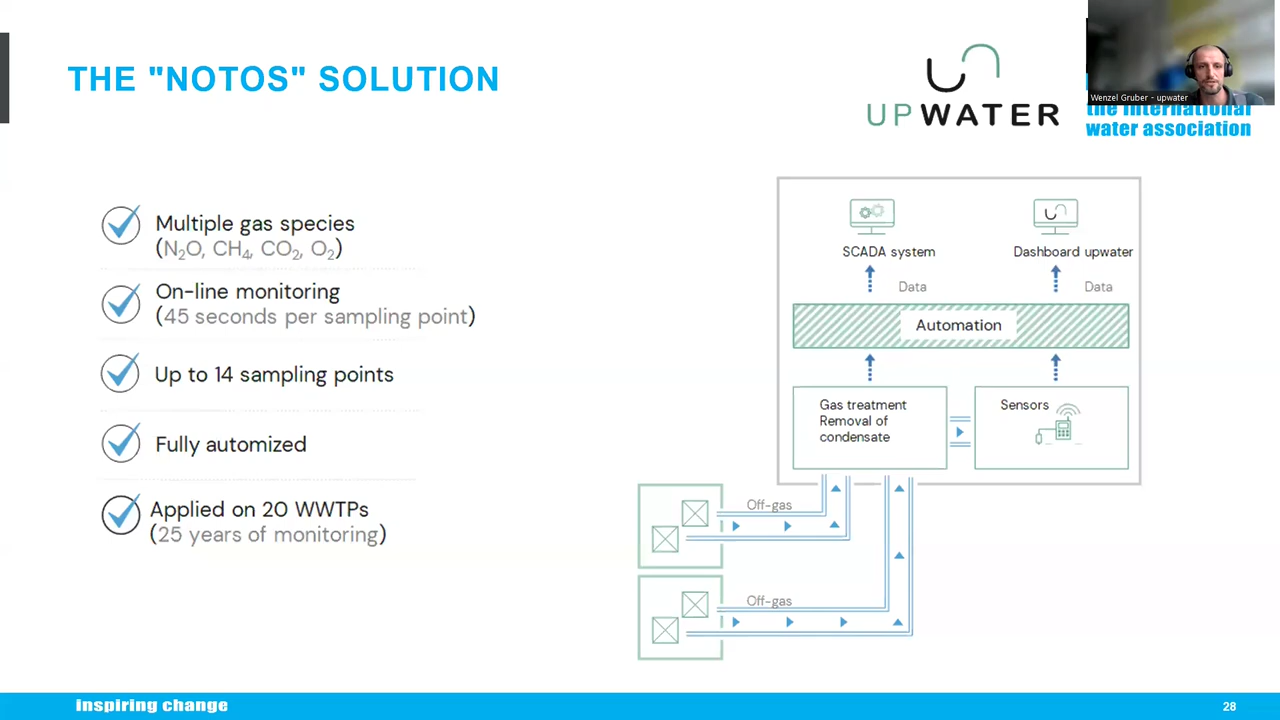 THE "NOTOS" SOLUTION
UPWATER
Wenzel Gruber - upwater
the international
water association
Multiple gas species
(N₂O, CH₄, CO₂, O₂)
On-line monitoring
(45 seconds per sampling point)
Up to 14 sampling points
Fully automized
Applied on 20 WWTPs
(25 years of monitoring)
SCADA system
Dashboard upwater
Data
Data
Automation
Gas treatment
Removal of
condensate
Sensors
Off-gas
Off-gas
inspiring change
28